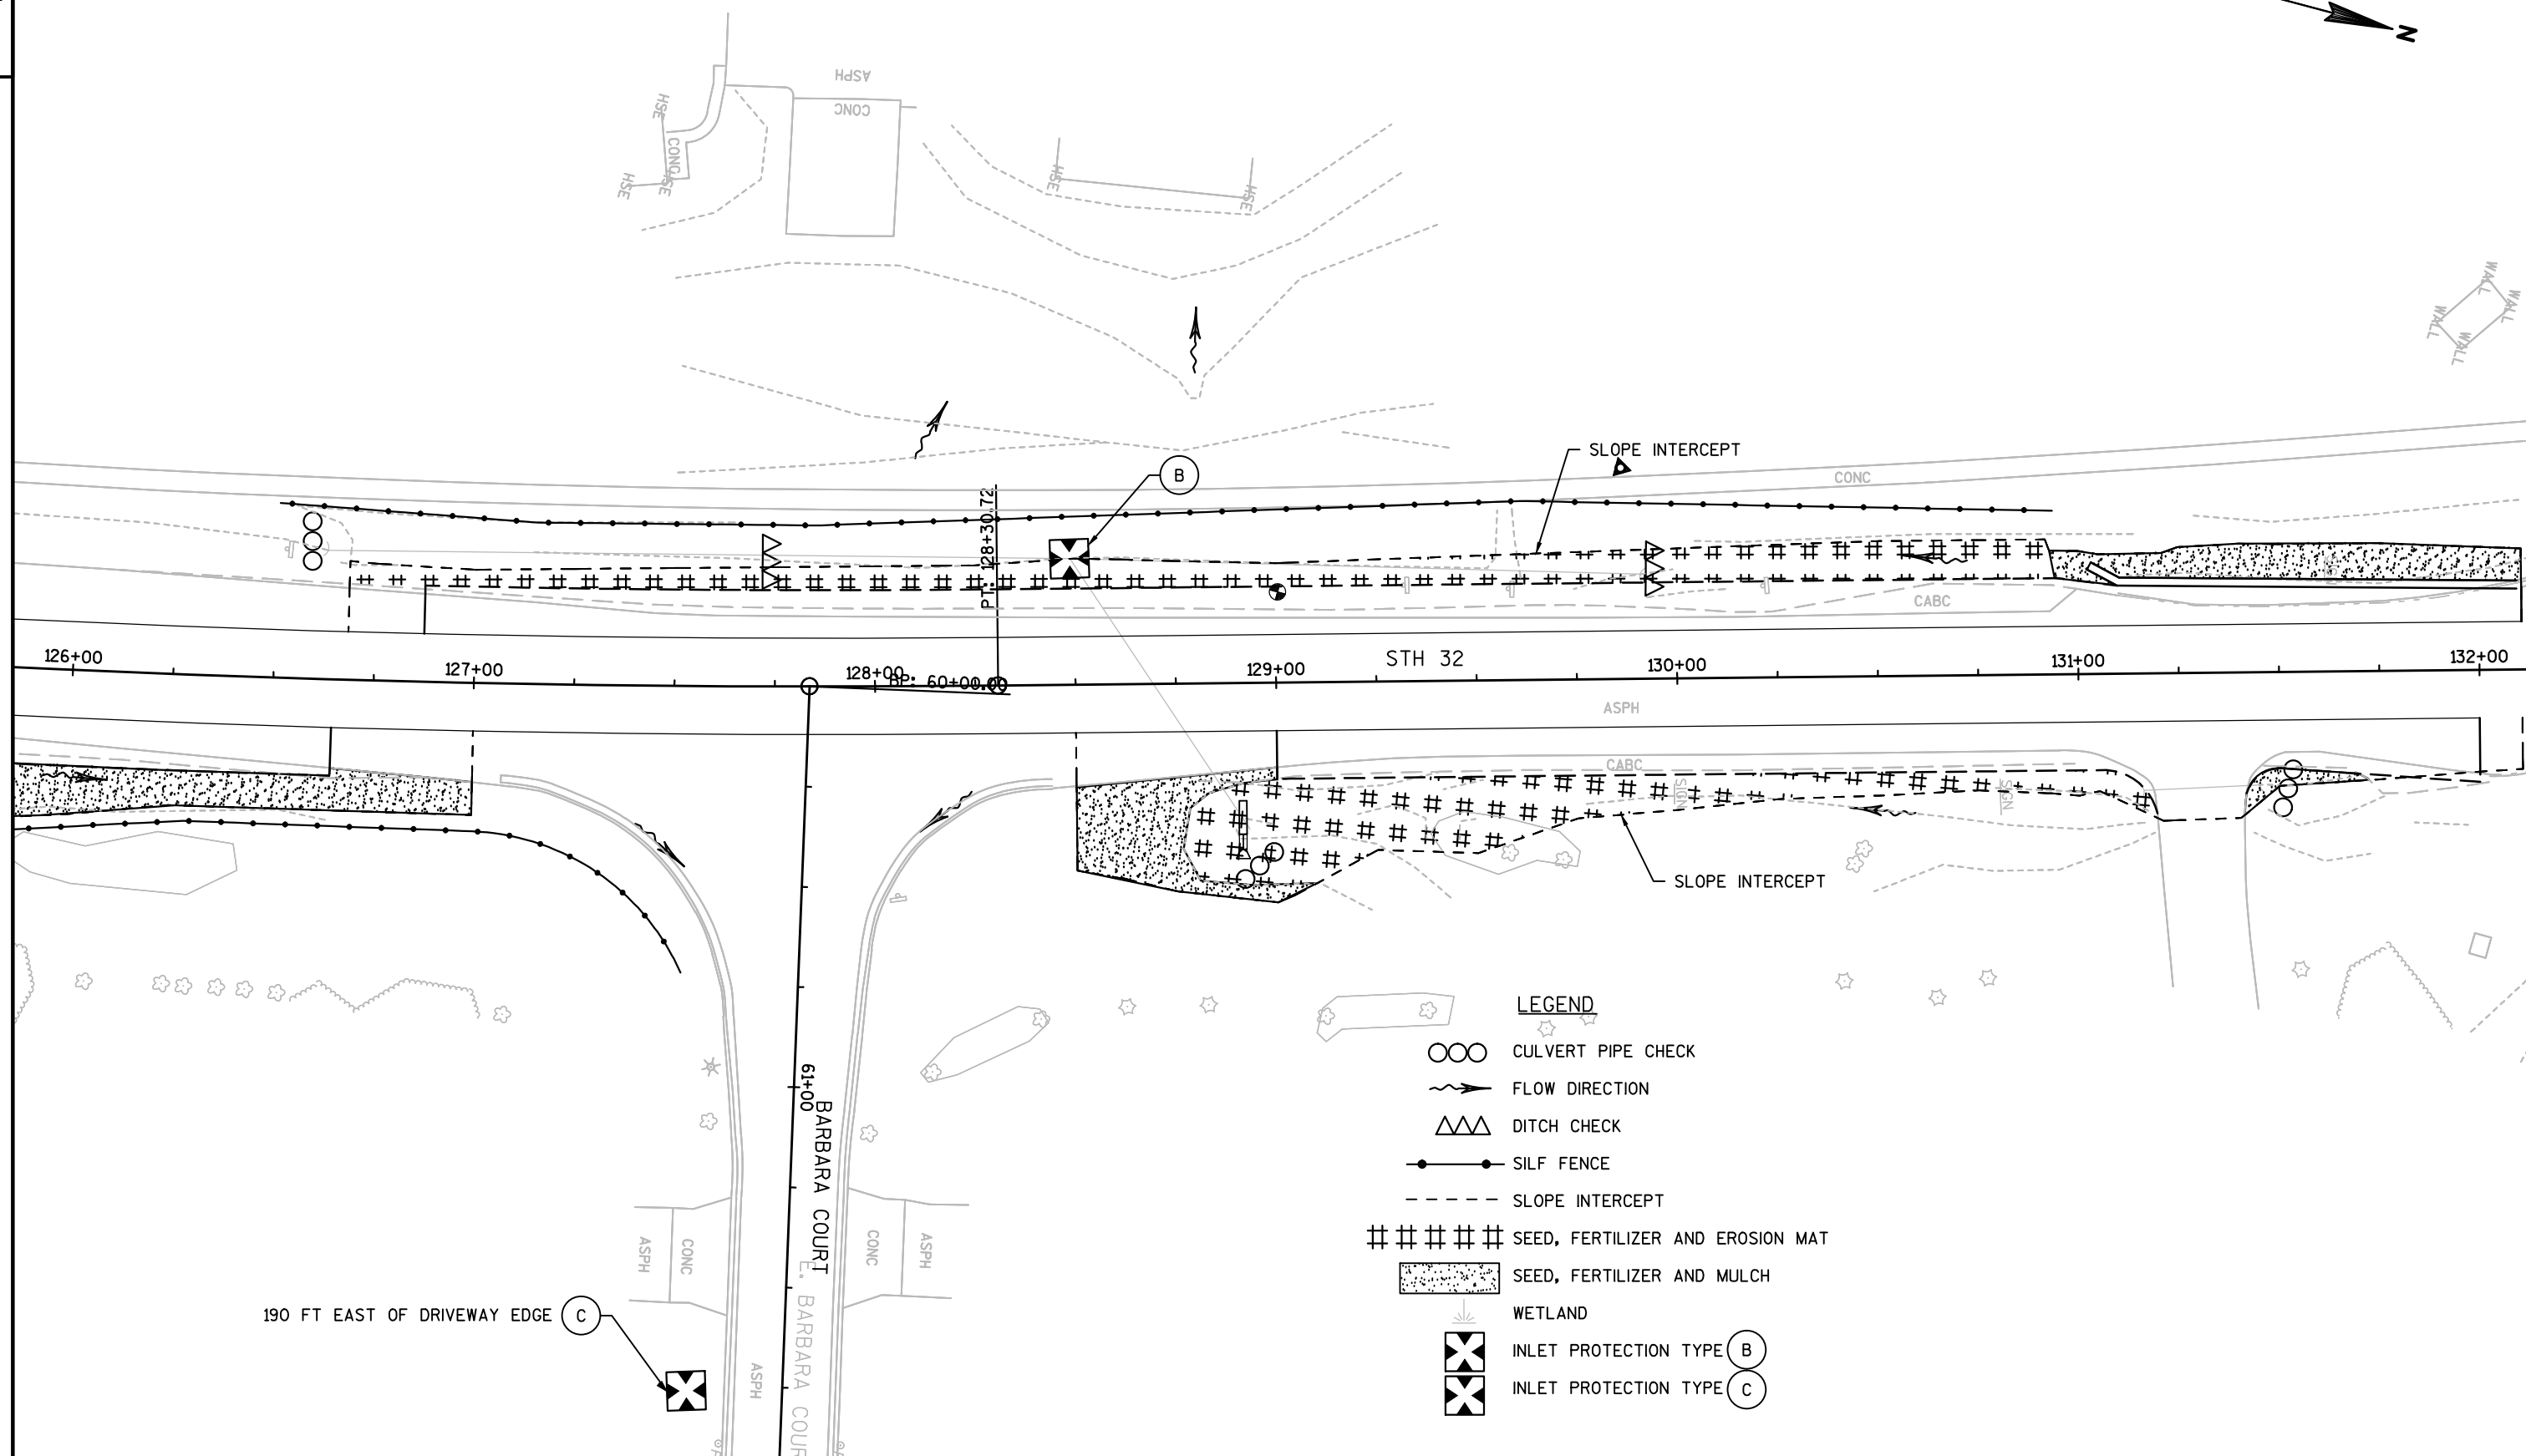 N
ASPH
CONC
HSE
CONC
HSE
HSE
HSE
HSE
WALL
WALL
WALL
WALL
SLOPE INTERCEPT
B
CONC
PT: 128+30.72
CABC
126+00
127+00
128+00
BP: 60+00.00
129+00
STH 32
130+00
131+00
132+00
ASPH
CABC
SIGN
SIGN
SLOPE INTERCEPT
61+00
BARBARA COURT
E. BARBARA COUR
ASPH
CONC
CONC
ASPH
ASPH
190 FT EAST OF DRIVEWAY EDGE C
LEGEND
CULVERT PIPE CHECK
FLOW DIRECTION
DITCH CHECK
SILF FENCE
SLOPE INTERCEPT
SEED, FERTILIZER AND EROSION MAT
SEED, FERTILIZER AND MULCH
WETLAND
INLET PROTECTION TYPE B
INLET PROTECTION TYPE C